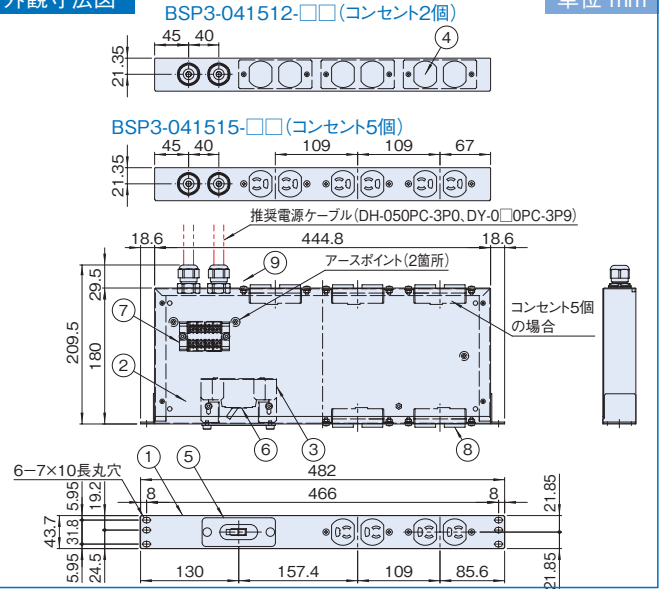 外観寸法図
単位 mm
BSP3-041512-□□(コンセント2個)
45 40
④
21.35
BSP3-041515-□□(コンセント5個)
45 40 109 109 67
21.35
推奨電源ケーブル(DH-050PC-3P0、DY-0□0PC-3P9)
18.6 444.8 18.6
⑨ アースポイント(2箇所)
29.5
⑦
コンセント5個
の場合
209.5
180
②
⑥ ③ ⑧
6-7×10長丸穴 ① ⑤ 482
8 466 8
5.95 19.2 21.85
43.7 31.8
5.95 24.5 21.85
130 157.4 109 85.6